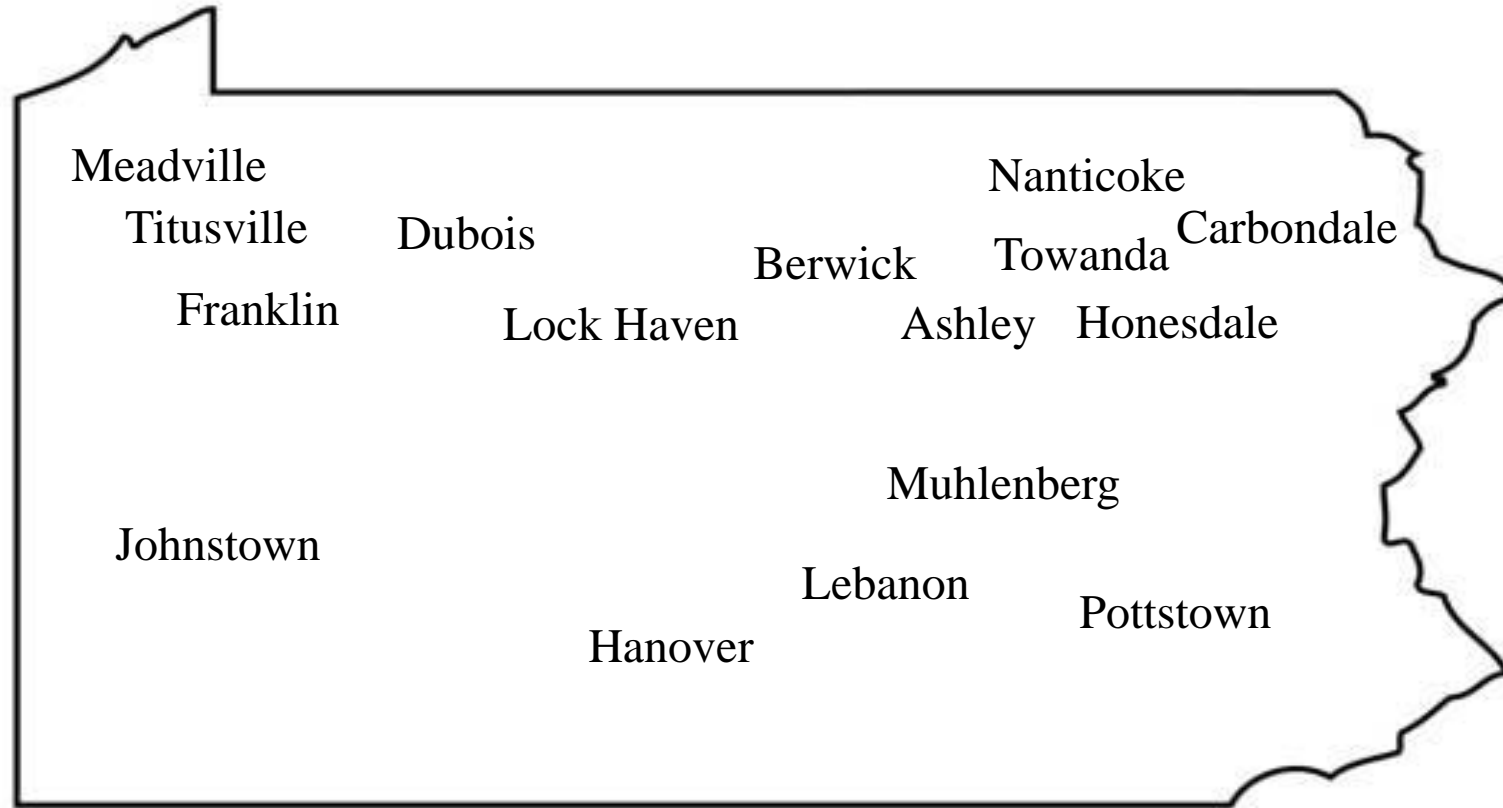 Meadville
Nanticoke
Titusville
Carbondale
Dubois
Towanda
Berwick
Franklin
Lock Haven
Ashley
Honesdale
Muhlenberg
Johnstown
Lebanon
Pottstown
Hanover